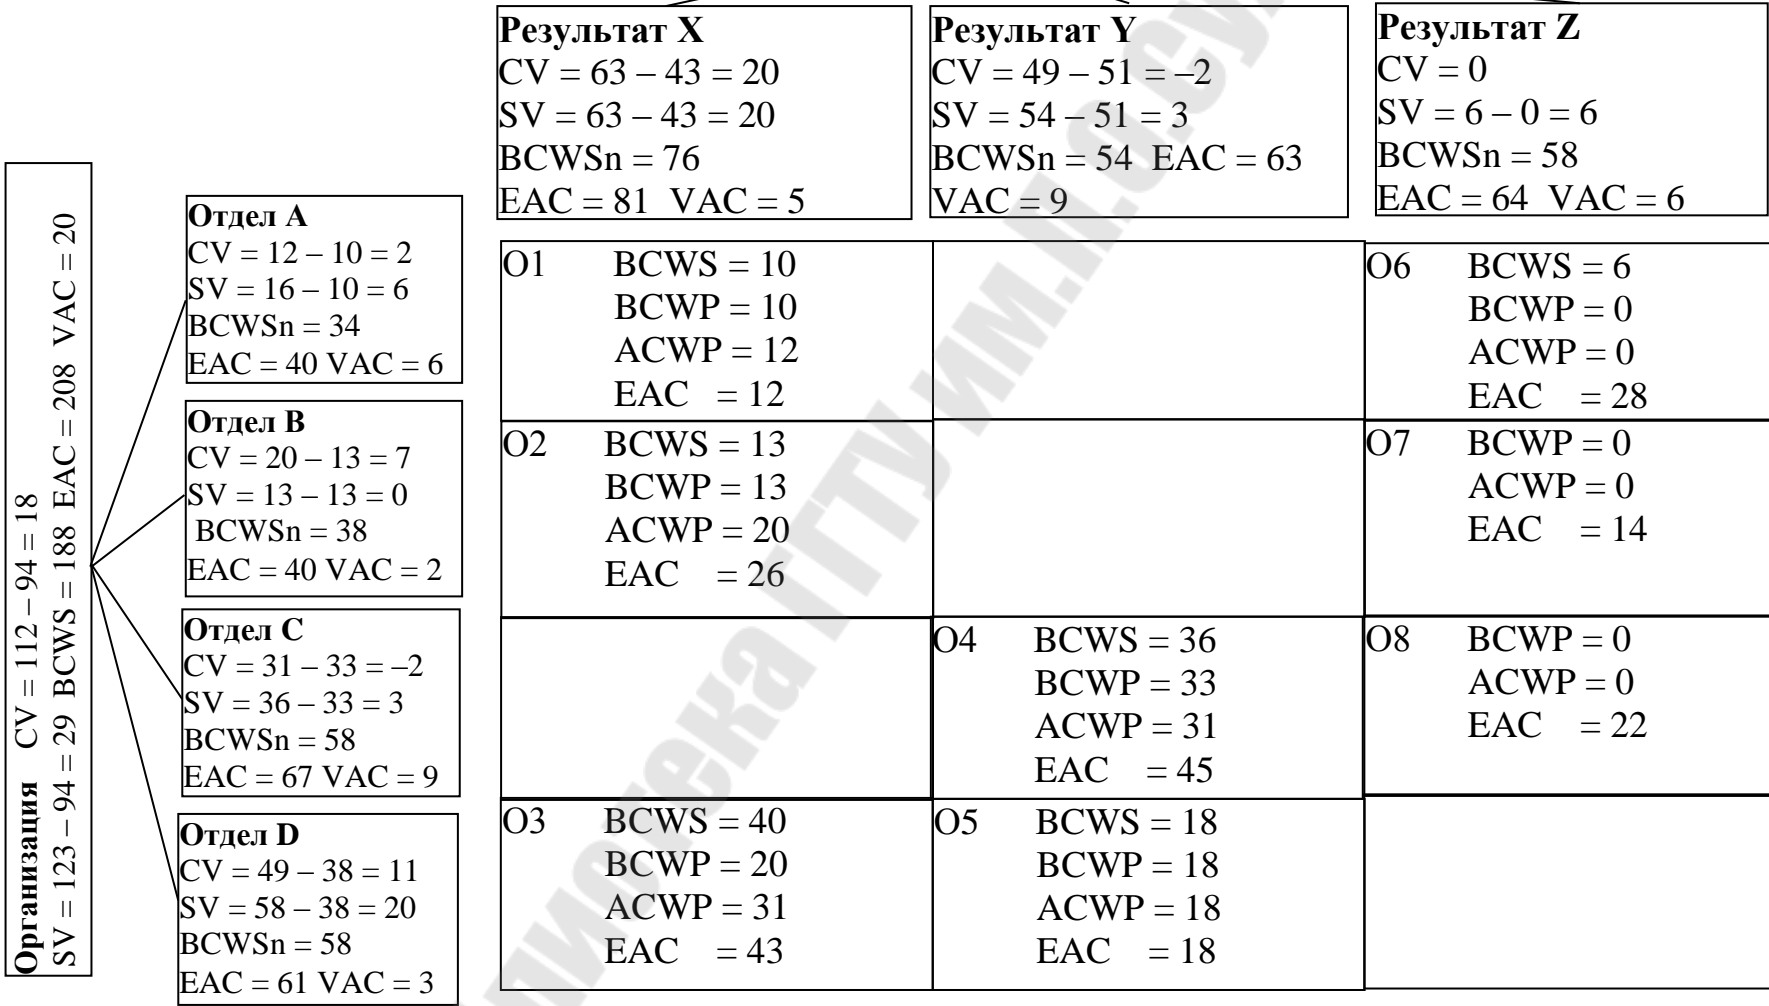 Результат X
CV = 63 – 43 = 20
SV = 63 – 43 = 20
BCWSn = 76
EAC = 81 VAC = 5
Результат Y
CV = 49 – 51 = –2
SV = 54 – 51 = 3
BCWSn = 54 EAC = 63
VAC = 9
Результат Z
CV = 0
SV = 6 – 0 = 6
BCWSn = 58
EAC = 64 VAC = 6
Организация CV = 112 – 94 = 18
SV = 123 – 94 = 29 BCWS = 188 EAC = 208 VAC = 20
Отдел A
CV = 12 – 10 = 2
SV = 16 – 10 = 6
BCWSn = 34
EAC = 40 VAC = 6
Отдел B
CV = 20 – 13 = 7
SV = 13 – 13 = 0
BCWSn = 38
EAC = 40 VAC = 2
Отдел C
CV = 31 – 33 = –2
SV = 36 – 33 = 3
BCWSn = 58
EAC = 67 VAC = 9
Отдел D
CV = 49 – 38 = 11
SV = 58 – 38 = 20
BCWSn = 58
EAC = 61 VAC = 3
O1 BCWS = 10
BCWP = 10
ACWP = 12
EAC = 12
O6 BCWS = 6
BCWP = 0
ACWP = 0
EAC = 28
O2 BCWS = 13
BCWP = 13
ACWP = 20
EAC = 26
O7 BCWP = 0
ACWP = 0
EAC = 14
O4 BCWS = 36
BCWP = 33
ACWP = 31
EAC = 45
O8 BCWP = 0
ACWP = 0
EAC = 22
O3 BCWS = 40
BCWP = 20
ACWP = 31
EAC = 43
O5 BCWS = 18
BCWP = 18
ACWP = 18
EAC = 18
ГГТУ им.П.О.